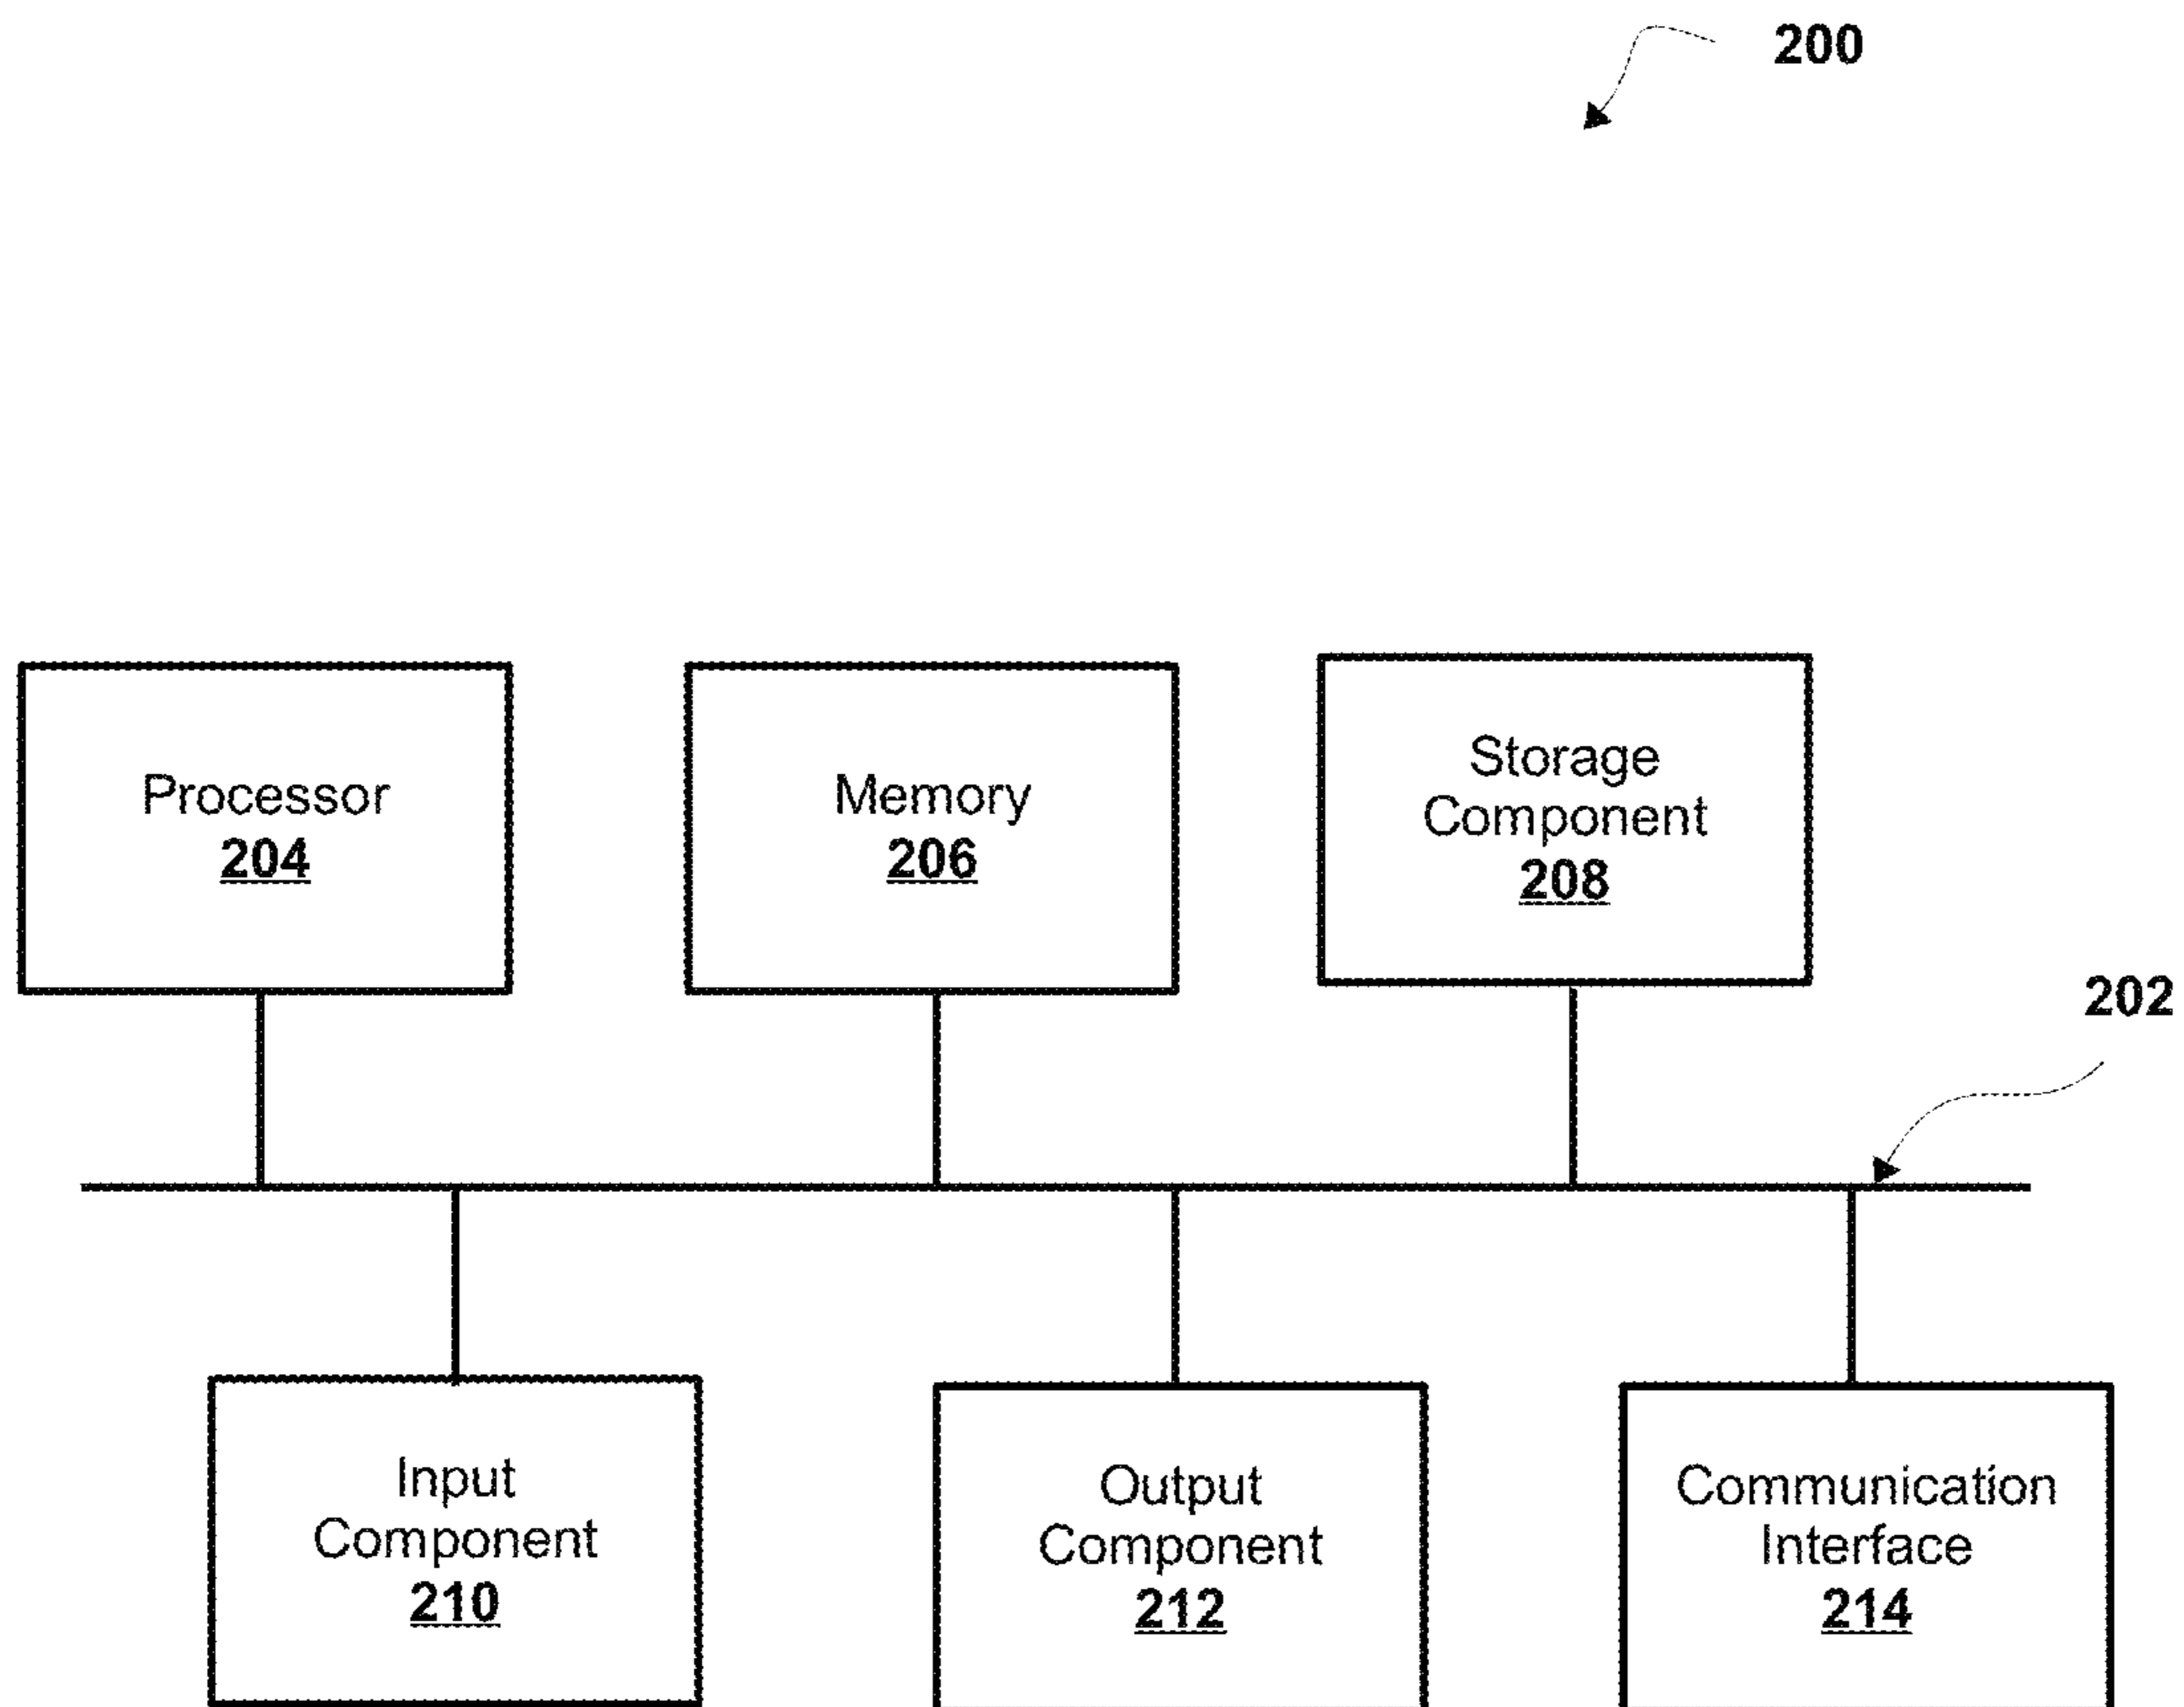 200
Processor
204
Memory
206
Storage
Component
208
202
Input
Component
210
Output
Component
212
Communication
Interface
214